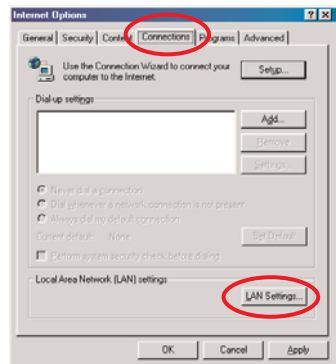 Internet Options
General Security Content Connections Programs Advanced
Use the Connection Wizard to connect your
computer to the Internet.
Setup...
Dial-up settings
Add...
Remove
Settings...
Never dial a connection
Dial whenever a network connection is not present
Always dial my default connection
Current default: None
Set Default
Perform system security check before dialing
Local Area Network (LAN) settings
LAN Settings...
OK Cancel Apply